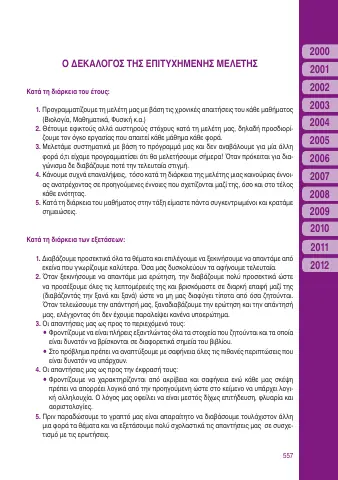 Ο ΔΕΚΑΛΟΓΟΣ ΤΗΣ ΕΠΙΤΥΧΗΜΕΝΗΣ ΜΕΛΕΤΗΣ
Κατά τη διάρκεια του έτους:
1. Προγραμματίζουμε τη μελέτη μας με βάση τις χρονικές απαιτήσεις του κάθε μαθήματος
(Βιολογία, Μαθηματικά, Φυσική κ.α.)
2. Θέτουμε εφικτούς αλλά αυστηρούς στόχους κατά τη μελέτη μας, δηλαδή προσδιορί-
ζουμε τον όγκο εργασίας που απαιτεί κάθε μάθημα κάθε φορά.
3. Μελετάμε συστηματικά με βάση το πρόγραμμά μας και δεν αναβάλουμε για μία άλλη
φορά ό,τι είχαμε προγραμματίσει ότι θα μελετήσουμε σήμερα! Όταν πρόκειται για δια-
γώνισμα δε διαβάζουμε ποτέ την τελευταία στιγμή.
4. Κάνουμε συχνά επαναλήψεις, τόσο κατά τη διάρκεια της μελέτης μιας καινούριας έννοι-
ας ανατρέχοντας σε προηγούμενες έννοιες που σχετίζονται μαζί της, όσο και στο τέλος
κάθε ενότητας.
5. Κατά τη διάρκεια του μαθήματος στην τάξη είμαστε πάντα συγκεντρωμένοι και κρατάμε
σημειώσεις.
Κατά τη διάρκεια των εξετάσεων:
1. Διαβάζουμε προσεκτικά όλα τα θέματα και επιλέγουμε να ξεκινήσουμε να απαντάμε από
εκείνα που γνωρίζουμε καλύτερα. Όσα μας δυσκολεύουν τα αφήνουμε τελευταία.
2. Όταν ξεκινήσουμε να απαντάμε μια ερώτηση, την διαβάζουμε πολύ προσεκτικά ώστε
να προσέξουμε όλες τις λεπτομέρειές της και βρισκόμαστε σε διαρκή επαφή μαζί της
(διαβάζοντάς την ξανά και ξανά) ώστε να μη μας διαφύγει τίποτα από όσα ζητούνται.
Όταν τελειώσουμε την απάντησή μας, ξαναδιαβάζουμε την ερώτηση και την απάντησή
μας, ελέγχοντας ότι δεν έχουμε παραλείψει κανένα υποερώτημα.
3. Οι απαντήσεις μας ως προς το περιεχόμενό τους:
• Φροντίζουμε να είναι πλήρεις εξαντλώντας όλα τα στοιχεία που ζητούνται και τα οποία
είναι δυνατόν να βρίσκονται σε διαφορετικά σημεία του βιβλίου.
• Στο πρόβλημα πρέπει να αναπτύξουμε με σαφήνεια όλες τις πιθανές περιπτώσεις που
είναι δυνατόν να υπάρχουν.
4. Οι απαντήσεις μας ως προς την έκφρασή τους:
• Φροντίζουμε να χαρακτηρίζονται από ακρίβεια και σαφήνεια ενώ κάθε μας σκέψη
πρέπει να απορρέει λογικά από την προηγούμενη ώστε στο κείμενο να υπάρχει λογι-
κή αλληλουχία. Ο λόγος μας οφείλει να είναι μεστός δίχως επιτήδευση, φλυαρία και
αοριστολογίες.
5. Πριν παραδώσουμε το γραπτό μας είναι απαραίτητο να διαβάσουμε τουλάχιστον άλλη
μια φορά τα θέματα και να εξετάσουμε πολύ σχολαστικά τις απαντήσεις μας σε συσχε-
τισμό με τις ερωτήσεις.
557
2000
2001
2002
2003
2004
2005
2006
2007
2008
2009
2010
2011
2012